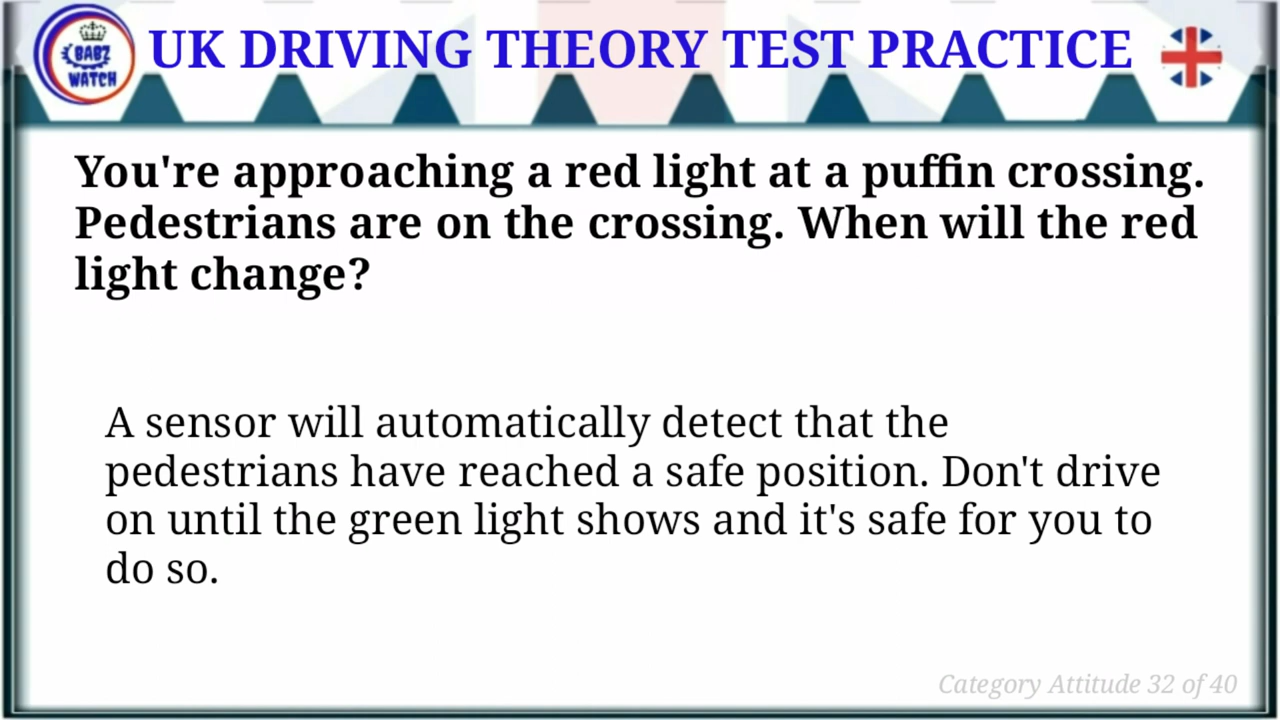 BABZ
WATCH
UK DRIVING THEORY TEST PRACTICE
You're approaching a red light at a puffin crossing.
Pedestrians are on the crossing. When will the red
light change?
A sensor will automatically detect that the
pedestrians have reached a safe position. Don't drive
on until the green light shows and it's safe for you to
do so.
Category Attitude 32 of 40